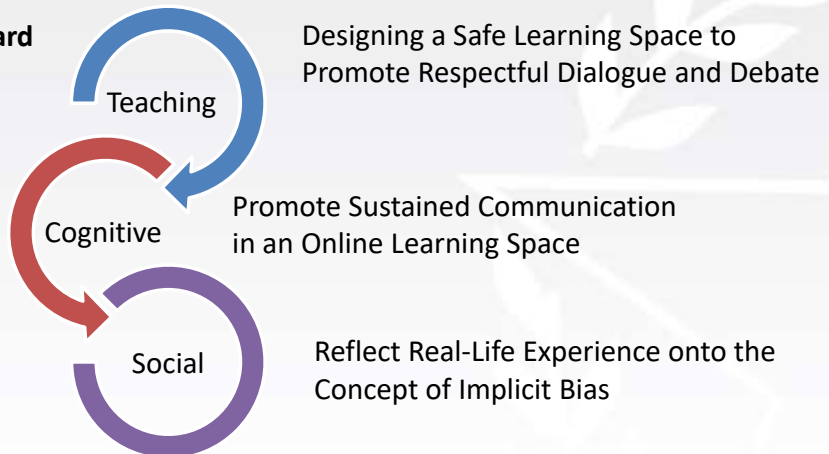 ard
Designing a Safe Learning Space to
Promote Respectful Dialogue and Debate
Teaching
Promote Sustained Communication
in an Online Learning Space
Cognitive
Reflect Real-Life Experience onto the
Concept of Implicit Bias
Social